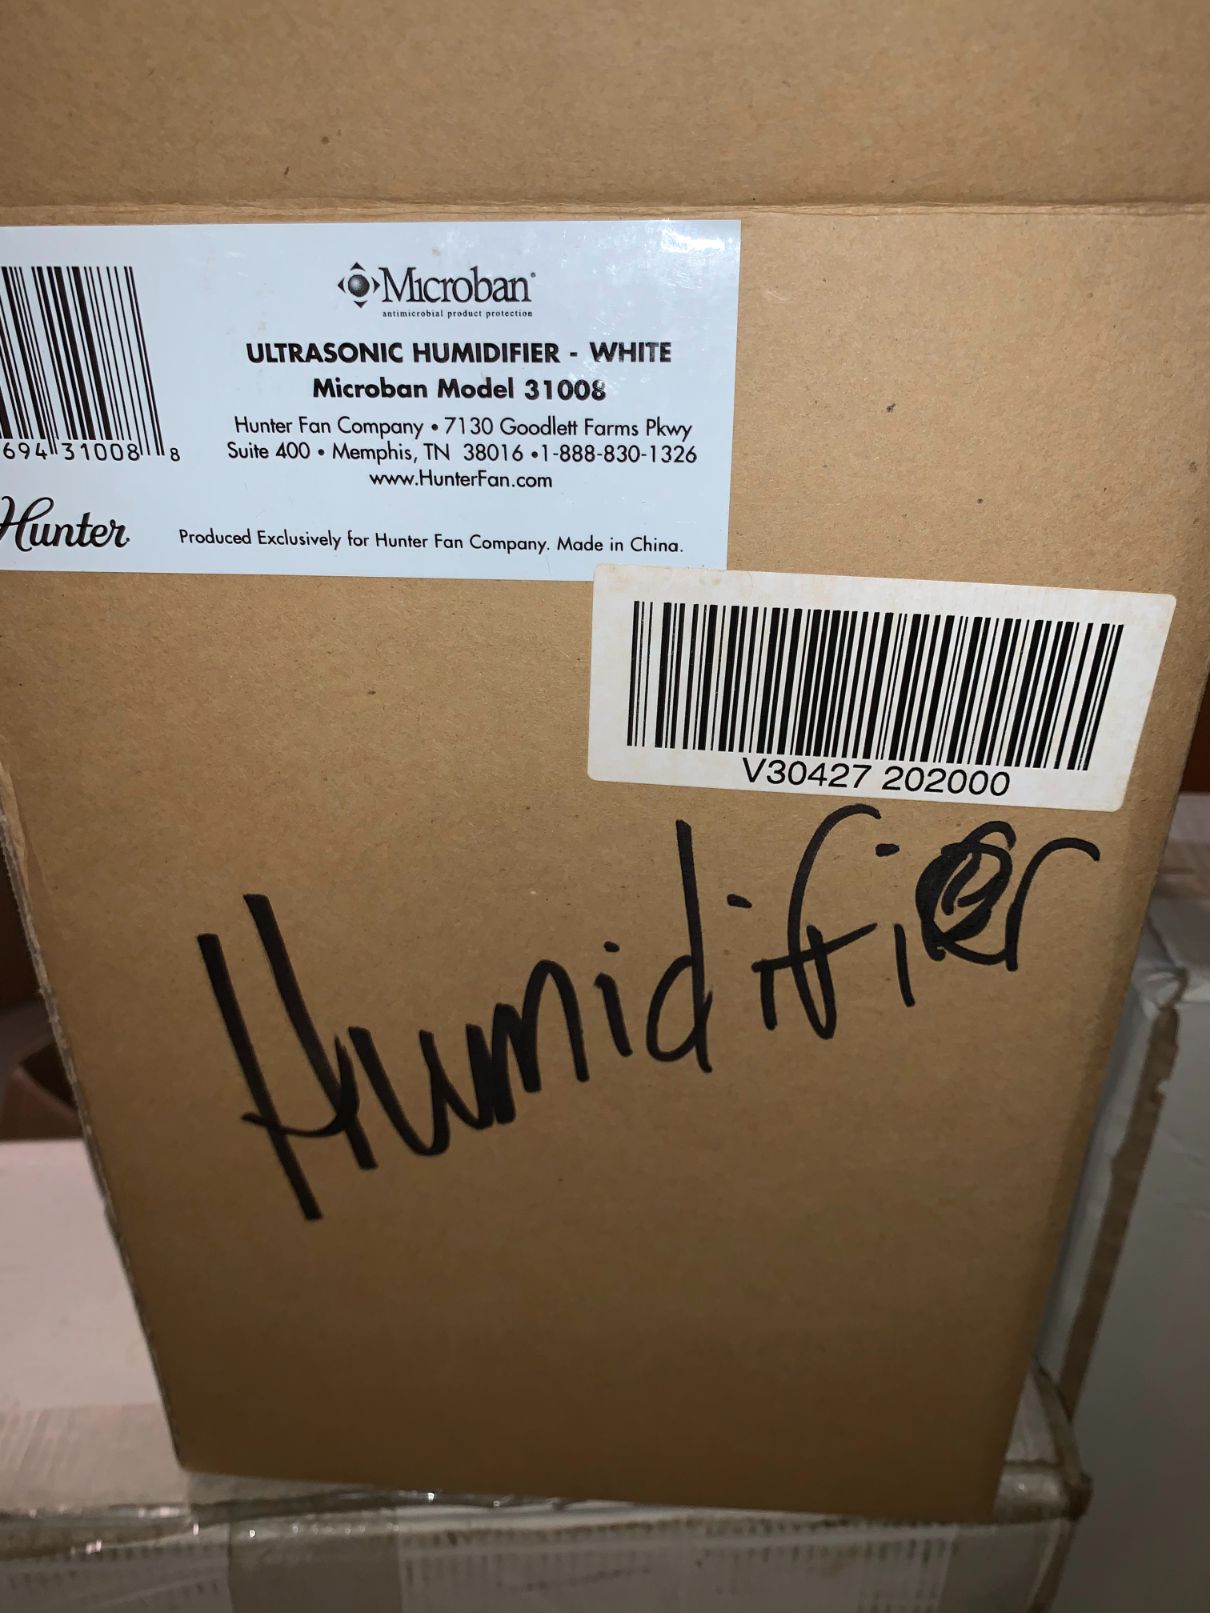 Microban®
antimicrobial product protection
ULTRASONIC HUMIDIFIER - WHITE
Microban Model 31008
Hunter Fan Company • 7130 Goodlett Farms Pkwy
Suite 400 • Memphis, TN 38016 •1-888-830-1326
www.HunterFan.com
694 31008 8
Hunter
Produced Exclusively for Hunter Fan Company. Made in China.
V30427 202000
Humidifier